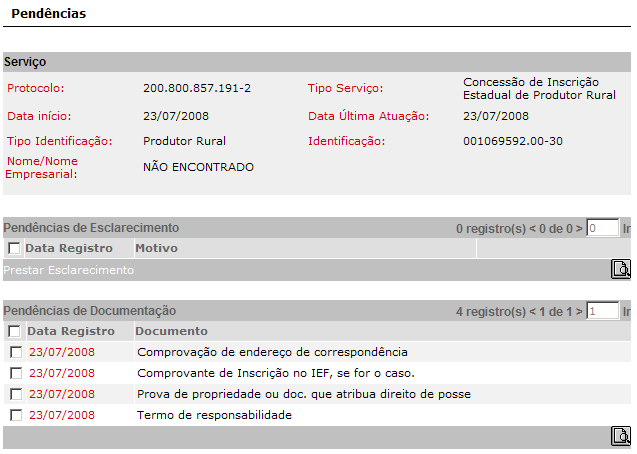 Pendências
Serviço
Protocolo: 200.800.857.191-2 Tipo Serviço: Concessão de Inscrição Estadual de Produtor Rural
Data início: 23/07/2008 Data Última Atuação: 23/07/2008
Tipo Identificação: Produtor Rural Identificação: 001069592.00-30
Nome/Nome Empresarial: NÃO ENCONTRADO
Pendências de Esclarecimento 0 registro(s) < 0 de 0 > 0 Ir
Data Registro Motivo
Prestar Esclarecimento
Pendências de Documentação 4 registro(s) < 1 de 1 > 1 Ir
Data Registro Documento
23/07/2008 Comprovação de endereço de correspondência
23/07/2008 Comprovante de Inscrição no IEF, se for o caso.
23/07/2008 Prova de propriedade ou doc. que atribua direito de posse
23/07/2008 Termo de responsabilidade